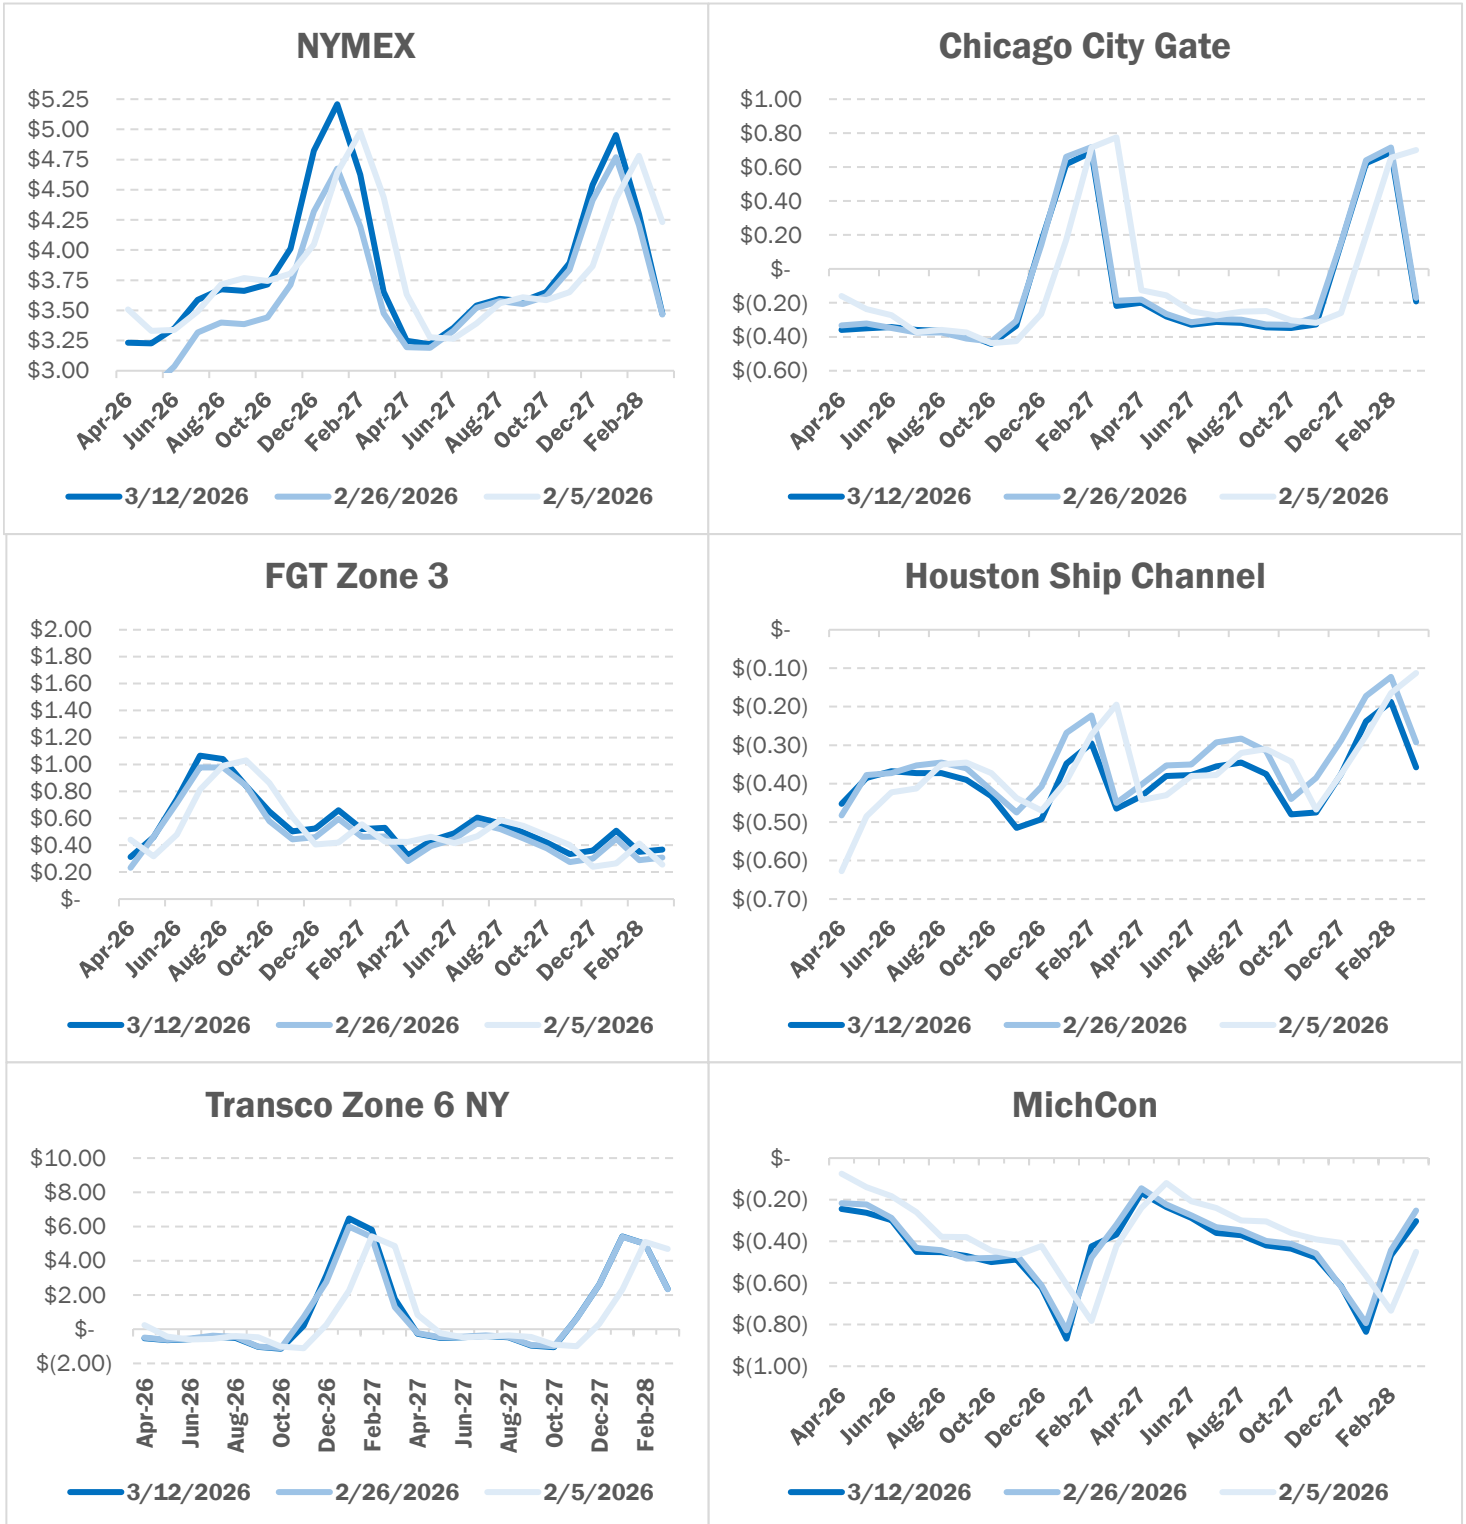 NYMEX
$5.25
$5.00
$4.75
$4.50
$4.25
$4.00
$3.75
$3.50
$3.25
$3.00
Apr-26
Jun-26
Aug-26
Oct-26
Dec-26
Feb-27
Apr-27
Jun-27
Aug-27
Oct-27
Dec-27
Feb-28
3/12/2026 2/26/2026 2/5/2026
Chicago City Gate
$1.00
$0.80
$0.60
$0.40
$0.20
$-
$(0.20)
$(0.40)
$(0.60)
Apr-26
Jun-26
Aug-26
Oct-26
Dec-26
Feb-27
Apr-27
Jun-27
Aug-27
Oct-27
Dec-27
Feb-28
3/12/2026 2/26/2026 2/5/2026
FGT Zone 3
$2.00
$1.80
$1.60
$1.40
$1.20
$1.00
$0.80
$0.60
$0.40
$0.20
$-
Apr-26
Jun-26
Aug-26
Oct-26
Dec-26
Feb-27
Apr-27
Jun-27
Aug-27
Oct-27
Dec-27
Feb-28
3/12/2026 2/26/2026 2/5/2026
Houston Ship Channel
$-
$(0.10)
$(0.20)
$(0.30)
$(0.40)
$(0.50)
$(0.60)
$(0.70)
Apr-26
Jun-26
Aug-26
Oct-26
Dec-26
Feb-27
Apr-27
Jun-27
Aug-27
Oct-27
Dec-27
Feb-28
3/12/2026 2/26/2026 2/5/2026
Transco Zone 6 NY
$10.00
$8.00
$6.00
$4.00
$2.00
$-
$(2.00)
Apr-26
Jun-26
Aug-26
Oct-26
Dec-26
Feb-27
Apr-27
Jun-27
Aug-27
Oct-27
Dec-27
Feb-28
3/12/2026 2/26/2026 2/5/2026
MichCon
$-
$(0.20)
$(0.40)
$(0.60)
$(0.80)
$(1.00)
Apr-26
Jun-26
Aug-26
Oct-26
Dec-26
Feb-27
Apr-27
Jun-27
Aug-27
Oct-27
Dec-27
Feb-28
3/12/2026 2/26/2026 2/5/2026